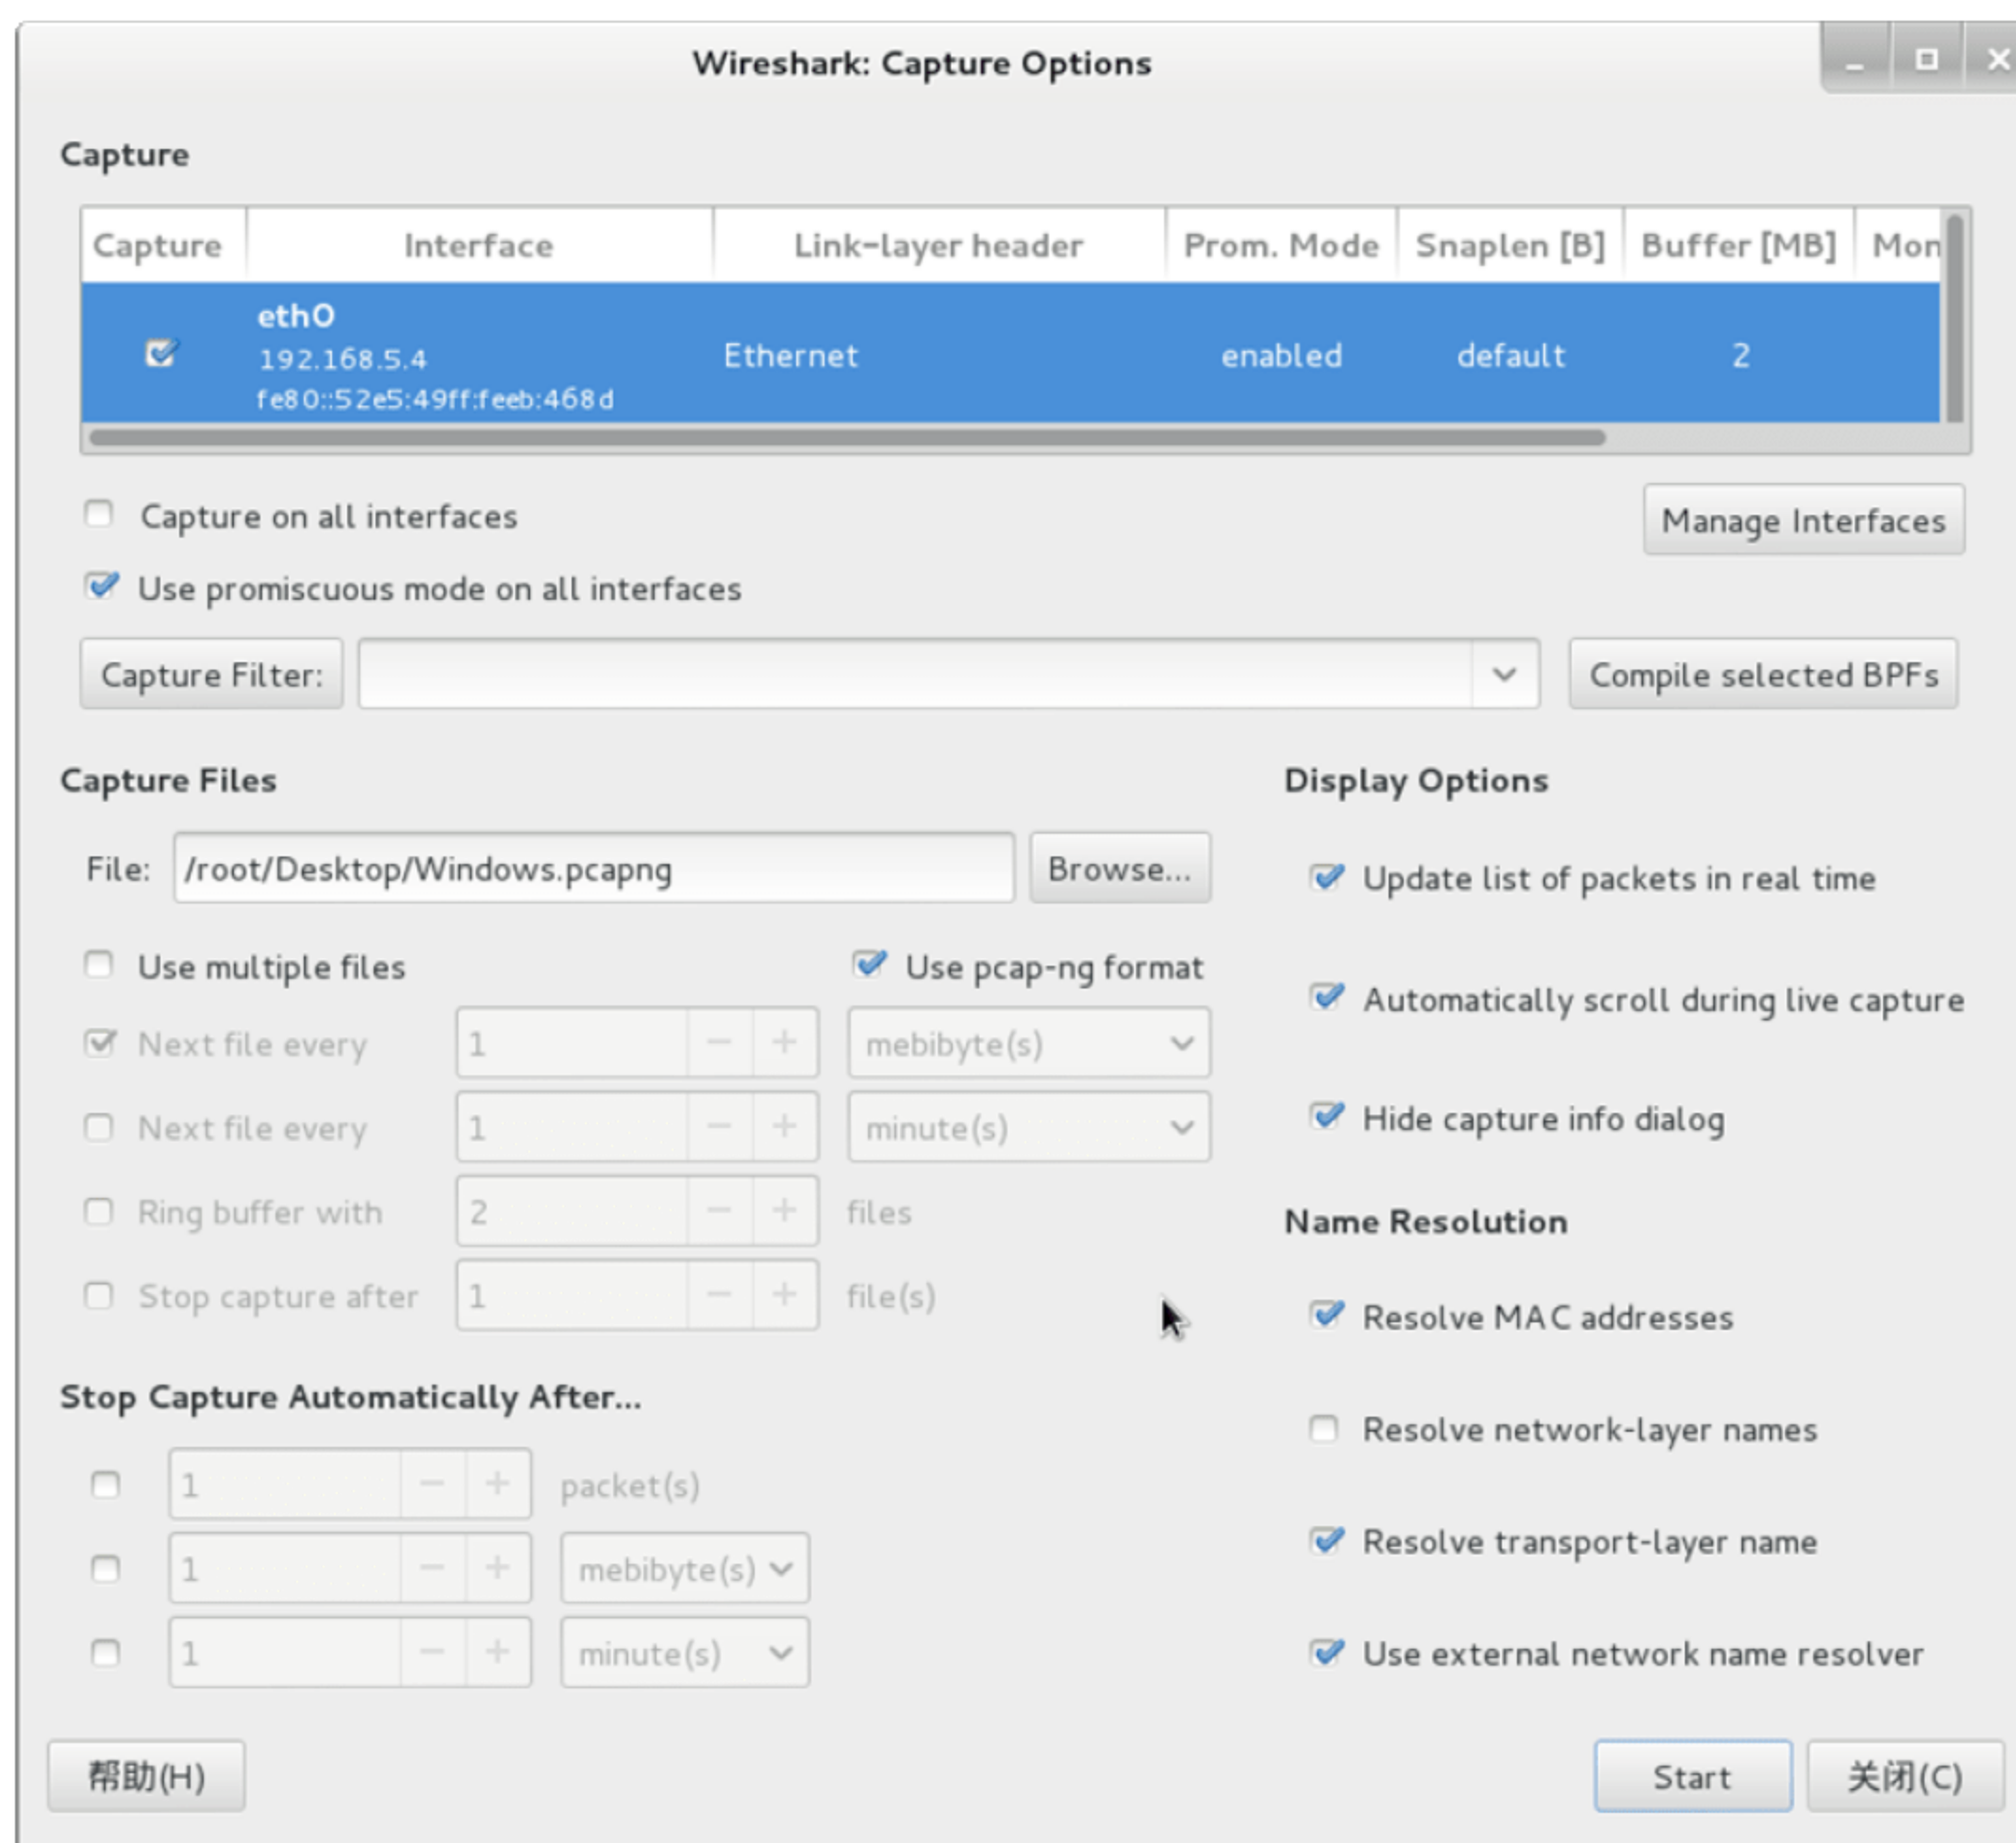 Wireshark: Capture Options
Capture
Capture Interface Link-layer header Prom. Mode Snaplen [B] Buffer [MB] Mon
eth0
192.168.5.4 Ethernet enabled default 2
fe80::52e5:49ff:feeb:468d
Capture on all interfaces Manage Interfaces
Use promiscuous mode on all interfaces
Capture Filter: Compile selected BPFs
Capture Files Display Options
File: /root/Desktop/Windows.pcapng Browse... Update list of packets in real time
Use multiple files Use pcap-ng format Automatically scroll during live capture
Next file every 1 − + mebibyte(s)
Next file every 1 − + minute(s) Hide capture info dialog
Ring buffer with 2 − + files Name Resolution
Stop capture after 1 − + file(s) Resolve MAC addresses
Stop Capture Automatically After... Resolve network-layer names
1 − + packet(s)
1 − + mebibyte(s) Resolve transport-layer name
1 − + minute(s) Use external network name resolver
帮助(H) Start 关闭(C)